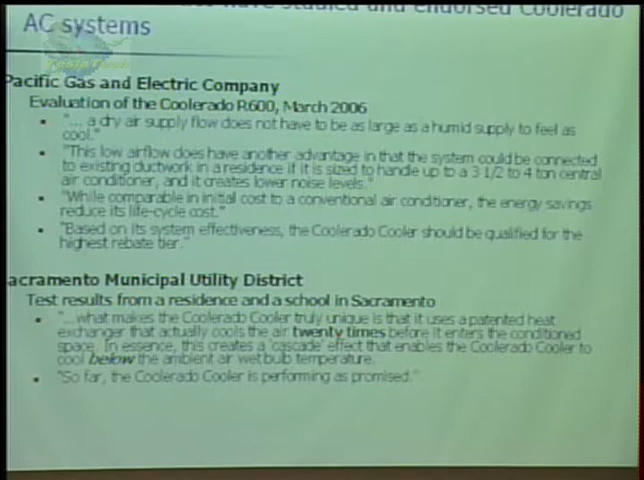 have studied and endorsed Coolerado
AC systems
Pacific Gas and Electric Company
Evaluation of the Coolerado R600, March 2006
"... a dry air supply flow does not have to be as large as a humid supply to feel as
cool."
"This low airflow does have another advantage in that the system could be connected
to existing ductwork in a residence if it is sized to handle up to a 3 1/2 to 4 ton central
air conditioner, and it creates lower noise levels."
"While comparable in initial cost to a conventional air conditioner, the energy savings
reduce its life-cycle cost."
"Based on its system effectiveness, the Coolerado Cooler should be qualified for the
highest rebate tier."
acramento Municipal Utility District
Test results from a residence and a school in Sacramento
"...what makes the Coolerado Cooler truly unique is that it uses a patented heat
exchanger that actually cools the air twenty times before it enters the conditioned
space. In essence, this creates a 'cascade' effect that enables the Coolerado Cooler to
cool below the ambient air wet bulb temperature.
"So far, the Coolerado Cooler is performing as promised."